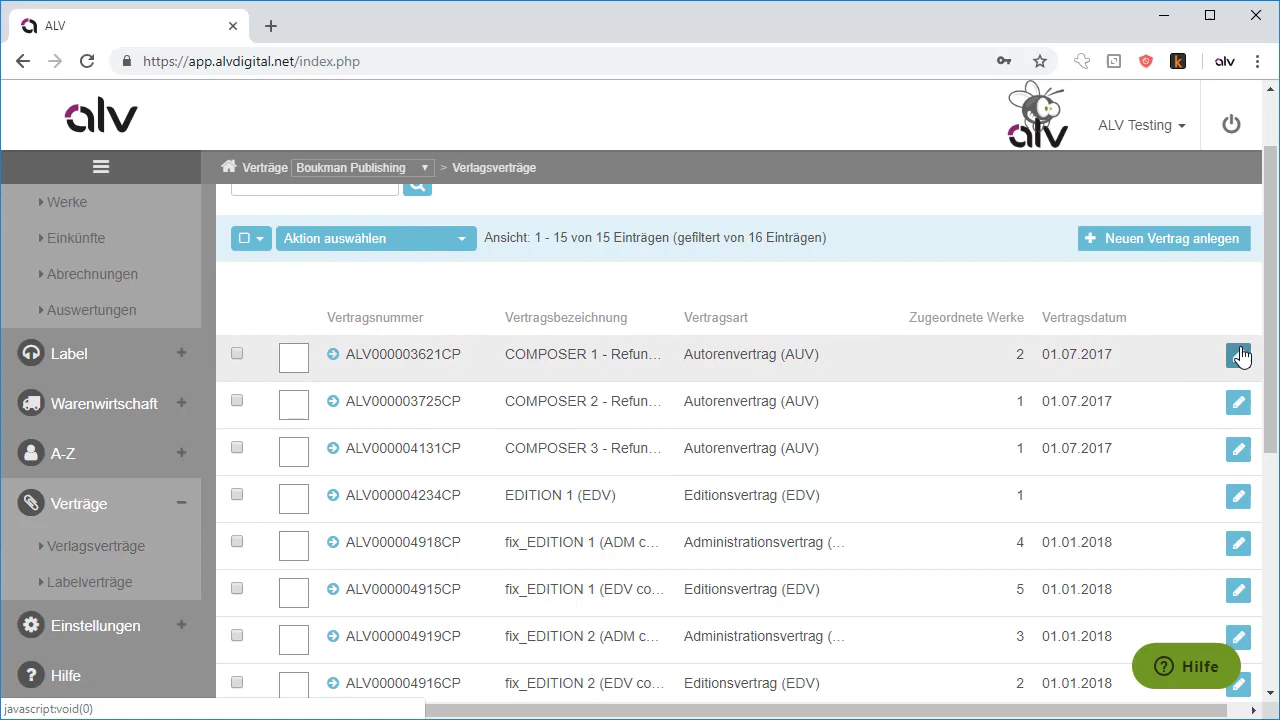 ALV
https://app.alvdigital.net/index.php
k
alv
alv
alv
ALV Testing
Verträge Boukman Publishing > Verlagsverträge
Werke
Einkünfte
Abrechnungen
Auswertungen
Label +
Warenwirtschaft +
A-Z +
Verträge −
Verlagsverträge
Labelverträge
Einstellungen +
? Hilfe
Aktion auswählen Ansicht: 1 - 15 von 15 Einträgen (gefiltert von 16 Einträgen) + Neuen Vertrag anlegen
Vertragsnummer Vertragsbezeichnung Vertragsart Zugeordnete Werke Vertragsdatum
ALV000003621CP COMPOSER 1 - Refun... Autorenvertrag (AUV) 2 01.07.2017
ALV000003725CP COMPOSER 2 - Refun... Autorenvertrag (AUV) 1 01.07.2017
ALV000004131CP COMPOSER 3 - Refun... Autorenvertrag (AUV) 1 01.07.2017
ALV000004234CP EDITION 1 (EDV) Editionsvertrag (EDV) 1
ALV000004918CP fix_EDITION 1 (ADM c... Administrationsvertrag (... 4 01.01.2018
ALV000004915CP fix_EDITION 1 (EDV co... Editionsvertrag (EDV) 5 01.01.2018
ALV000004919CP fix_EDITION 2 (ADM c... Administrationsvertrag (... 3 01.01.2018
ALV000004916CP fix_EDITION 2 (EDV co... Editionsvertrag (EDV) 2 01.01.2018
? Hilfe
javascript:void(0)